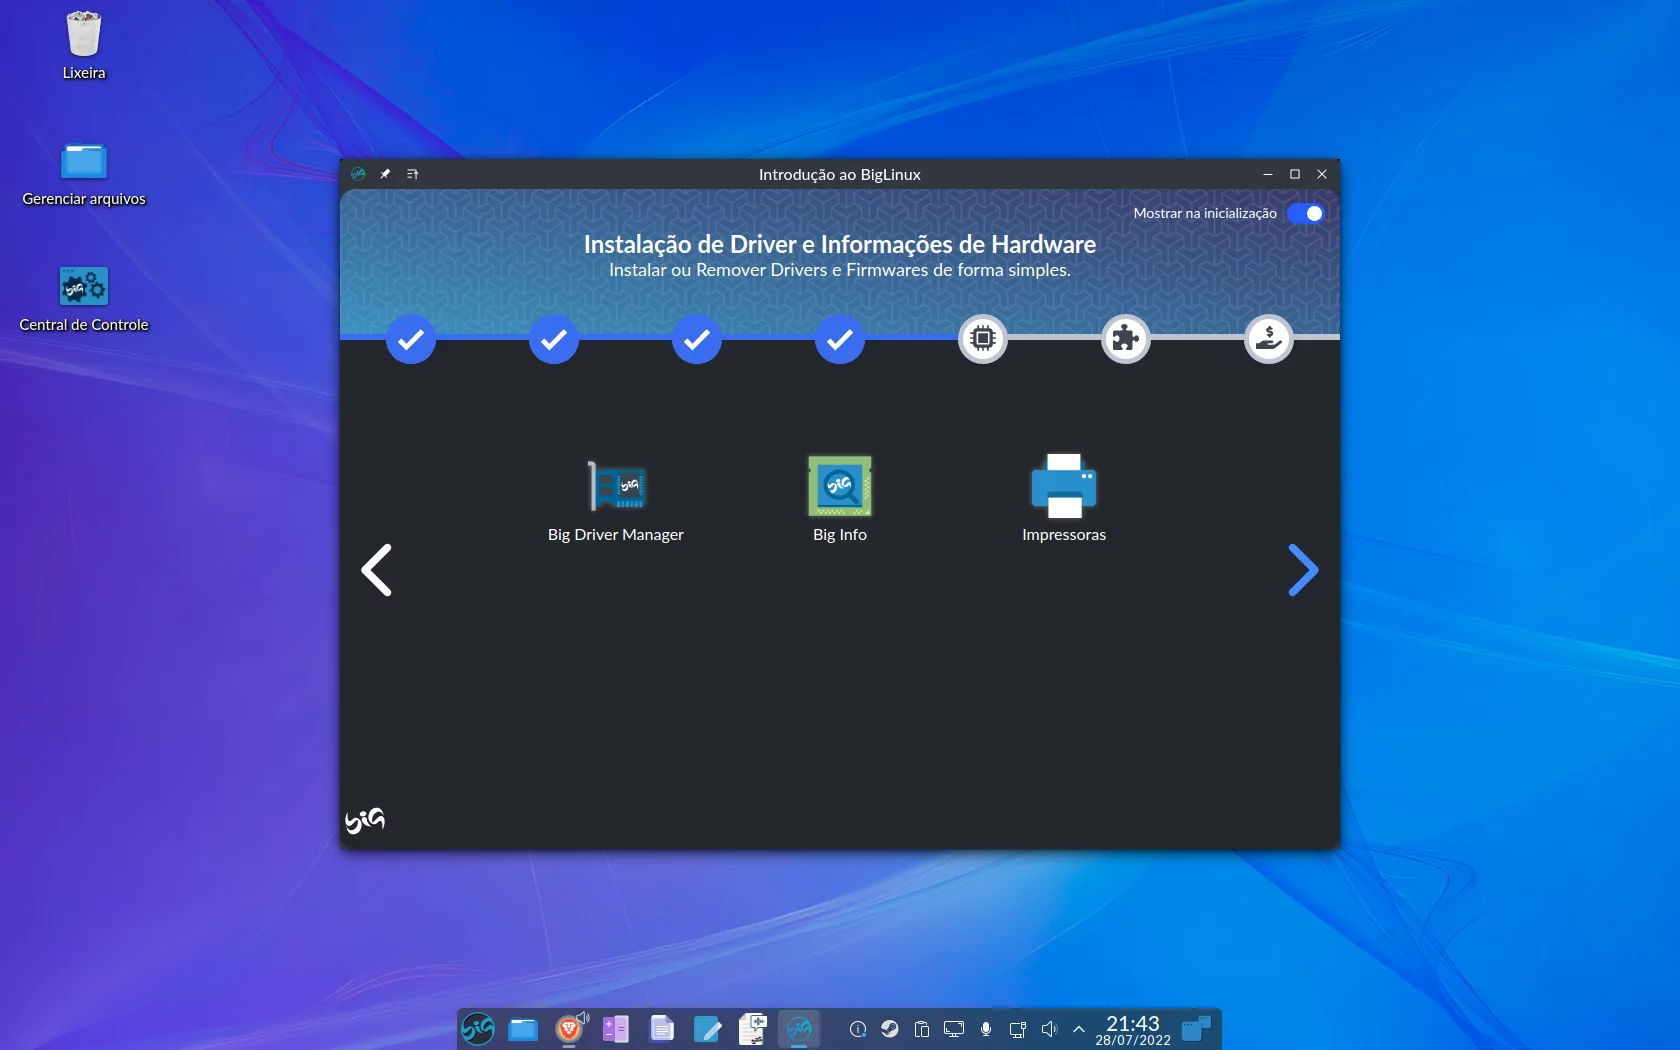 Lixeira
Gerenciar arquivos
Central de Controle
Introdução ao BigLinux
Mostrar na inicialização
Instalação de Driver e Informações de Hardware
Instalar ou Remover Drivers e Firmwares de forma simples.
Big Driver Manager
Big Info
Impressoras
big
21:43
28/07/2022